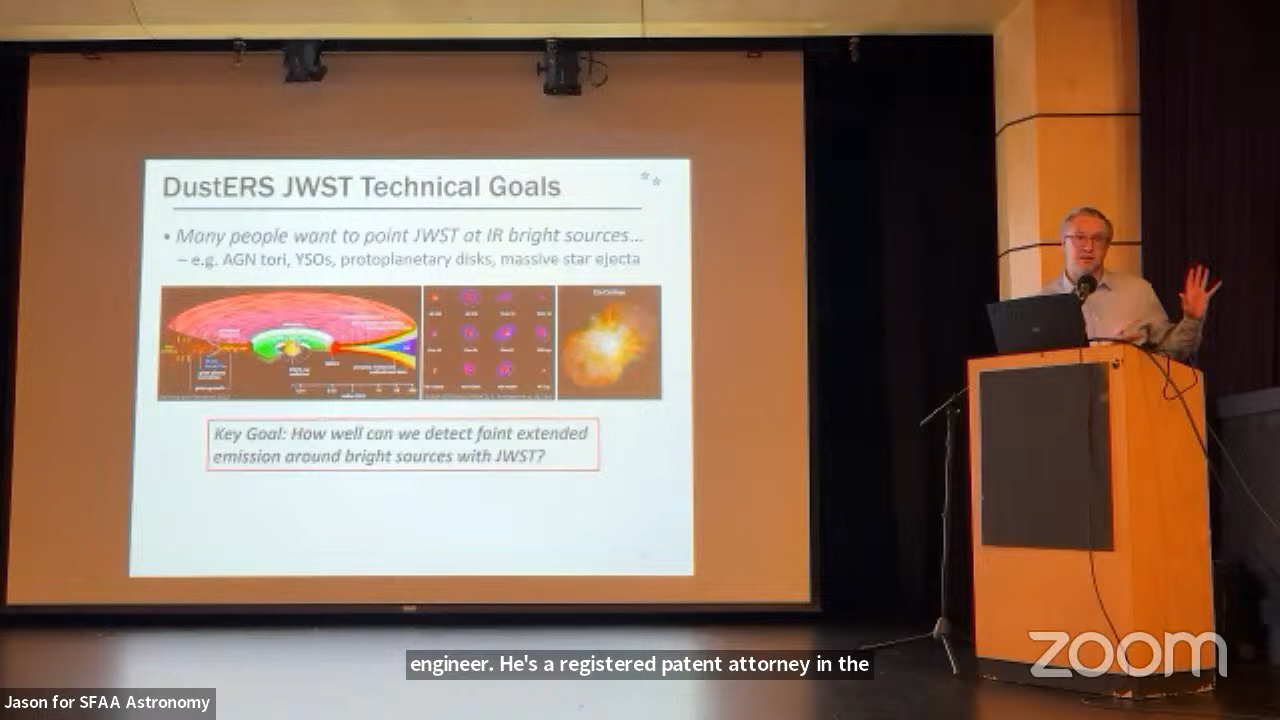 DustERS JWST Technical Goals
• Many people want to point JWST at IR bright sources...
– e.g. AGN tori, YSOs, protoplanetary disks, massive star ejecta
Key Goal: How well can we detect faint extended
emission around bright sources with JWST?
zoom
engineer. He's a registered patent attorney in the
Jason for SFAA Astronomy